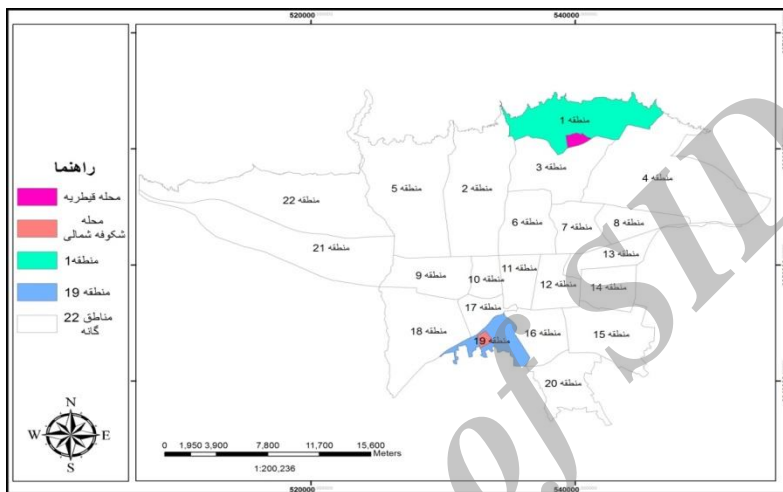 520000 540000
راهنما
محله قیطریه
محله
شکوفه شمالی
منطقه1
منطقه 19
مناطق 22
گانه
منطقه 1
منطقه 3
منطقه 4
منطقه 5
منطقه 2
منطقه 22
منطقه 6
منطقه 7
منطقه 8
منطقه 21
منطقه 13
منطقه 9
منطقه 10
منطقه 11
منطقه 12
منطقه 14
منطقه 17
منطقه 18
منطقه 19
منطقه 16
منطقه 15
منطقه 20
N
W E
S
0 1,950 3,900 7,800 11,700 15,600
Meters
1:200,236
520000 540000
of SID